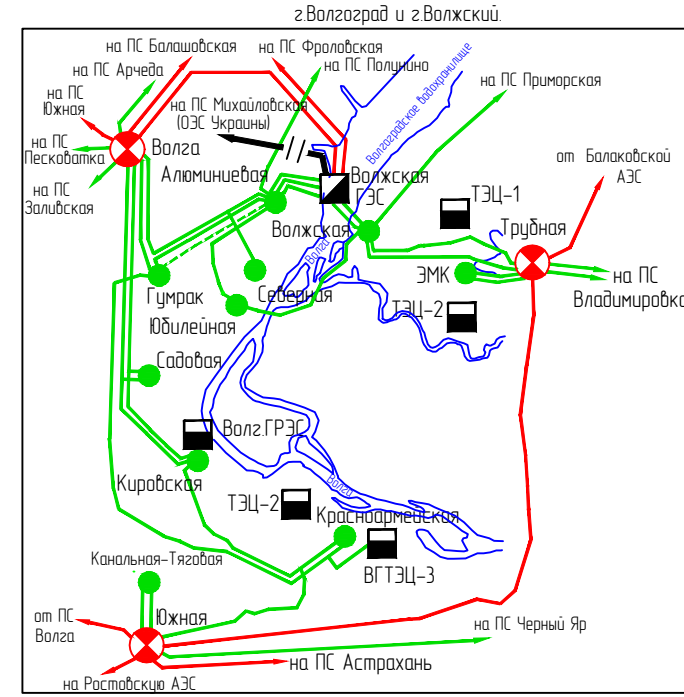 г.Волгоград и г.Волжский.
на ПС Балашовская
на ПС Фроловская
на ПС Арчеда
на ПС Полунино
на ПС
Южная
на ПС Михайловская
(ОЭС Украины)
на ПС Приморская
Волгоградское водохранилище
на ПС
Песковатка
Волга
Алюминиевая
Волжская
ГЭС
от Балаковской
АЭС
на ПС
Заливская
ТЭЦ-1
Трубная
Волжская
Волга
Гумрак
Северная
ЭМК
на ПС
Владимировка
Юбилейная
ТЭЦ-2
Садовая
Волг.ГРЭС
Кировская
Волга
ТЭЦ-2
Красноармейская
Канальная-Тяговая
ВГТЭЦ-3
от ПС
Волга
Южная
на ПС Черный Яр
на ПС Астрахань
на Ростовскую АЭС